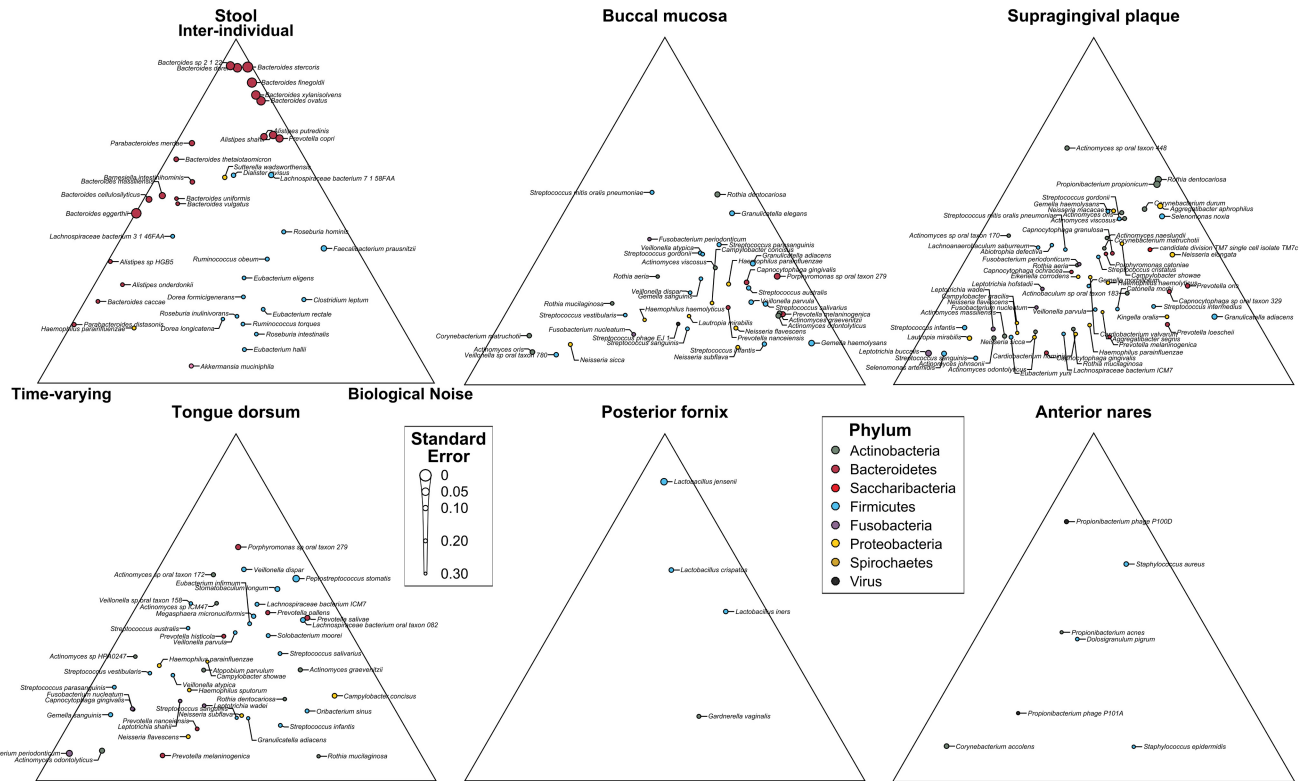 Stool
Inter-individual
Bacteroides sp 2 1 22
Bacteroides stercoris
Bacteroides finegoldii
Bacteroides xylanisolvens
Bacteroides ovatus
Alistipes putredinis
Prevotella copri
Parabacteroides merdae
Bacteroides thetaiotaomicron
Sutterella wadsworthensis
Lachnospiraceae bacterium 7 1 58FAA
Barnesiella intestinihominis
Bacteroides massiliensis
Bacteroides cellulosilyticus
Bacteroides uniformis
Bacteroides vulgatus
Bacteroides eggerthii
Roseburia hominis
Lachnospiraceae bacterium 3 1 46FAA
Faecalibacterium prausnitzii
Ruminococcus obeum
Alistipes sp HGB5
Eubacterium eligens
Alistipes onderdonkii
Dorea formicigenerans
Clostridium leptum
Bacteroides caccae
Roseburia inulinivorans
Eubacterium rectale
Parabacteroides distasonis
Haemophilus parainfluenzae
Dorea longicatena
Ruminococcus torques
Roseburia intestinalis
Eubacterium hallii
Akkermansia muciniphila
Time-varying
Biological Noise
Buccal mucosa
Streptococcus mitis oralis pneumoniae
Rothia dentocariosa
Granulicatella elegans
Fusobacterium periodonticum
Streptococcus parasanguinis
Veillonella atypica
Campylobacter concisus
Streptococcus gordonii
Granulicatella adiacens
Actinomyces viscosus
Haemophilus parainfluenzae
Capnocytophaga gingivalis
Rothia aeria
Porphyromonas sp oral taxon 279
Veillonella dispar
Gemella sanguinis
Streptococcus australis
Rothia mucilaginosa
Veillonella parvula
Haemophilus haemolyticus
Streptococcus salivarius
Streptococcus vestibularis
Prevotella melaninogenica
Actinomyces graevenitzii
Lautropia mirabilis
Actinomyces odontolyticus
Fusobacterium nucleatum
Neisseria flavescens
Corynebacterium matruchotii
Streptococcus phage EJ 1
Prevotella nanceiensis
Streptococcus sanguinis
Gemella haemolysans
Actinomyces oris
Streptococcus infantis
Veillonella sp oral taxon 780
Neisseria sicca
Neisseria subflava
Supragingival plaque
Actinomyces sp oral taxon 448
Rothia dentocariosa
Propionibacterium propionicum
Streptococcus gordonii
Gemella haemolysans
Neisseria macacae
Corynebacterium durum
Aggregatibacter aphrophilus
Streptococcus mitis oralis pneumoniae
Actinomyces oris
Selenomonas noxia
Actinomyces viscosus
Capnocytophaga granulosa
Actinomyces sp oral taxon 170
Actinomyces naeslundii
Corynebacterium matruchotii
Lachnoanaerobaculum saburreum
Abiotrophia defectiva
candidate division TM7 single cell isolate TM7c
Neisseria elongata
Fusobacterium periodonticum
Rothia aeria
Porphyromonas catoniae
Streptococcus cristatus
Capnocytophaga ochracea
Eikenella corrodens
Campylobacter showae
Leptotrichia hofstadii
Haemophilus haemolyticus
Prevotella oris
Leptotrichia wadei
Catonella morbi
Actinobaculum sp oral taxon 183
Campylobacter gracilis
Capnocytophaga sp oral taxon 329
Neisseria flavescens
Fusobacterium nucleatum
Streptococcus intermedius
Actinomyces massiliensis
Veillonella parvula
Kingella oralis
Granulicatella adiacens
Streptococcus infantis
Prevotella loescheii
Lautropia mirabilis
Cardiobacterium valvarum
Neisseria sicca
Aggregatibacter segnis
Prevotella melaninogenica
Leptotrichia buccalis
Streptococcus sanguinis
Haemophilus parainfluenzae
Capnocytophaga gingivalis
Selenomonas artemidis
Actinomyces johnsonii
Rothia mucilaginosa
Actinomyces odontolyticus
Lachnospiraceae bacterium ICM7
Eubacterium yurii
Tongue dorsum
Porphyromonas sp oral taxon 279
Actinomyces sp oral taxon 172
Veillonella dispar
Peptostreptococcus stomatis
Eubacterium infirmum
Stomatobaculum longum
Veillonella sp oral taxon 158
Actinomyces sp ICM47
Lachnospiraceae bacterium ICM7
Megasphaera micronuciformis
Prevotella pallens
Prevotella salivae
Lachnospiraceae bacterium oral taxon 082
Streptococcus australis
Prevotella histicola
Veillonella parvula
Solobacterium moorei
Actinomyces sp HPA0247
Streptococcus salivarius
Haemophilus parainfluenzae
Streptococcus vestibularis
Atopobium parvulum
Campylobacter showae
Actinomyces graevenitzii
Veillonella atypica
Streptococcus parasanguinis
Haemophilus sputorum
Fusobacterium nucleatum
Capnocytophaga gingivalis
Rothia dentocariosa
Campylobacter concisus
Leptotrichia wadei
Gemella sanguinis
Streptococcus sanguinis
Neisseria subflava
Oribacterium sinus
Prevotella nanceiensis
Leptotrichia shahii
Streptococcus infantis
Neisseria flavescens
Granulicatella adiacens
erium periodonticum
Actinomyces odontolyticus
Prevotella melaninogenica
Rothia mucilaginosa
Standard
Error
0
0.05
0.10
0.20
0.30
Posterior fornix
Lactobacillus jensenii
Lactobacillus crispatus
Lactobacillus iners
Gardnerella vaginalis
Phylum
Actinobacteria
Bacteroidetes
Saccharibacteria
Firmicutes
Fusobacteria
Proteobacteria
Spirochaetes
Virus
Anterior nares
Propionibacterium phage P100D
Staphylococcus aureus
Propionibacterium acnes
Dolosigranulum pigrum
Propionibacterium phage P101A
Corynebacterium accolens
Staphylococcus epidermidis